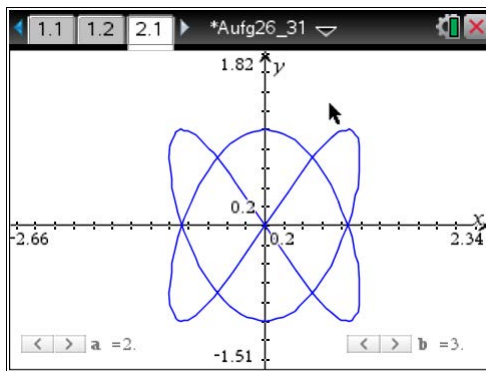 1.1 1.2 2.1 *Aufg26_31
1.82 y
0.2
-2.66 0.2 2.34 x
-1.51
a =2. b =3.